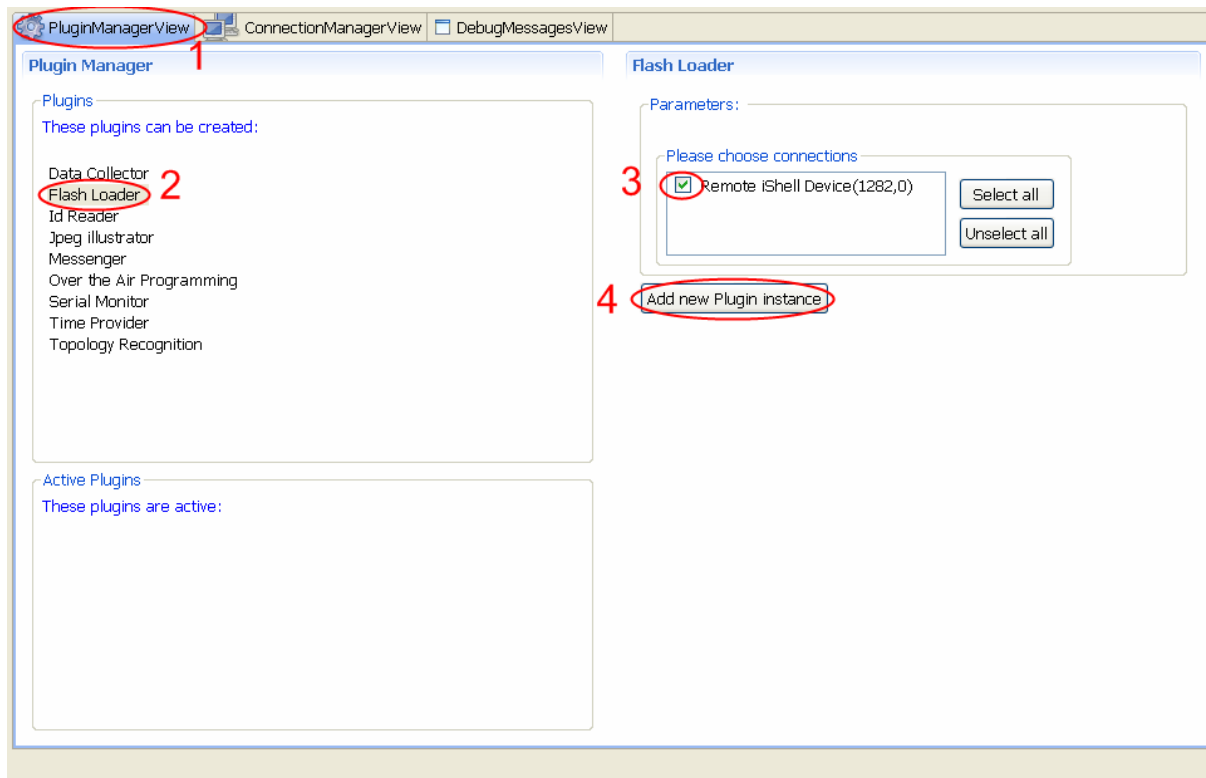 PluginManagerView ConnectionManagerView DebugMessagesView
1
Plugin Manager
Plugins
These plugins can be created:
Data Collector
Flash Loader 2
Id Reader
Jpeg illustrator
Messenger
Over the Air Programming
Serial Monitor
Time Provider
Topology Recognition
Active Plugins
These plugins are active:
Flash Loader
Parameters:
Please choose connections
3 Remote iShell Device(1282,0)
Select all
Unselect all
4 Add new Plugin instance